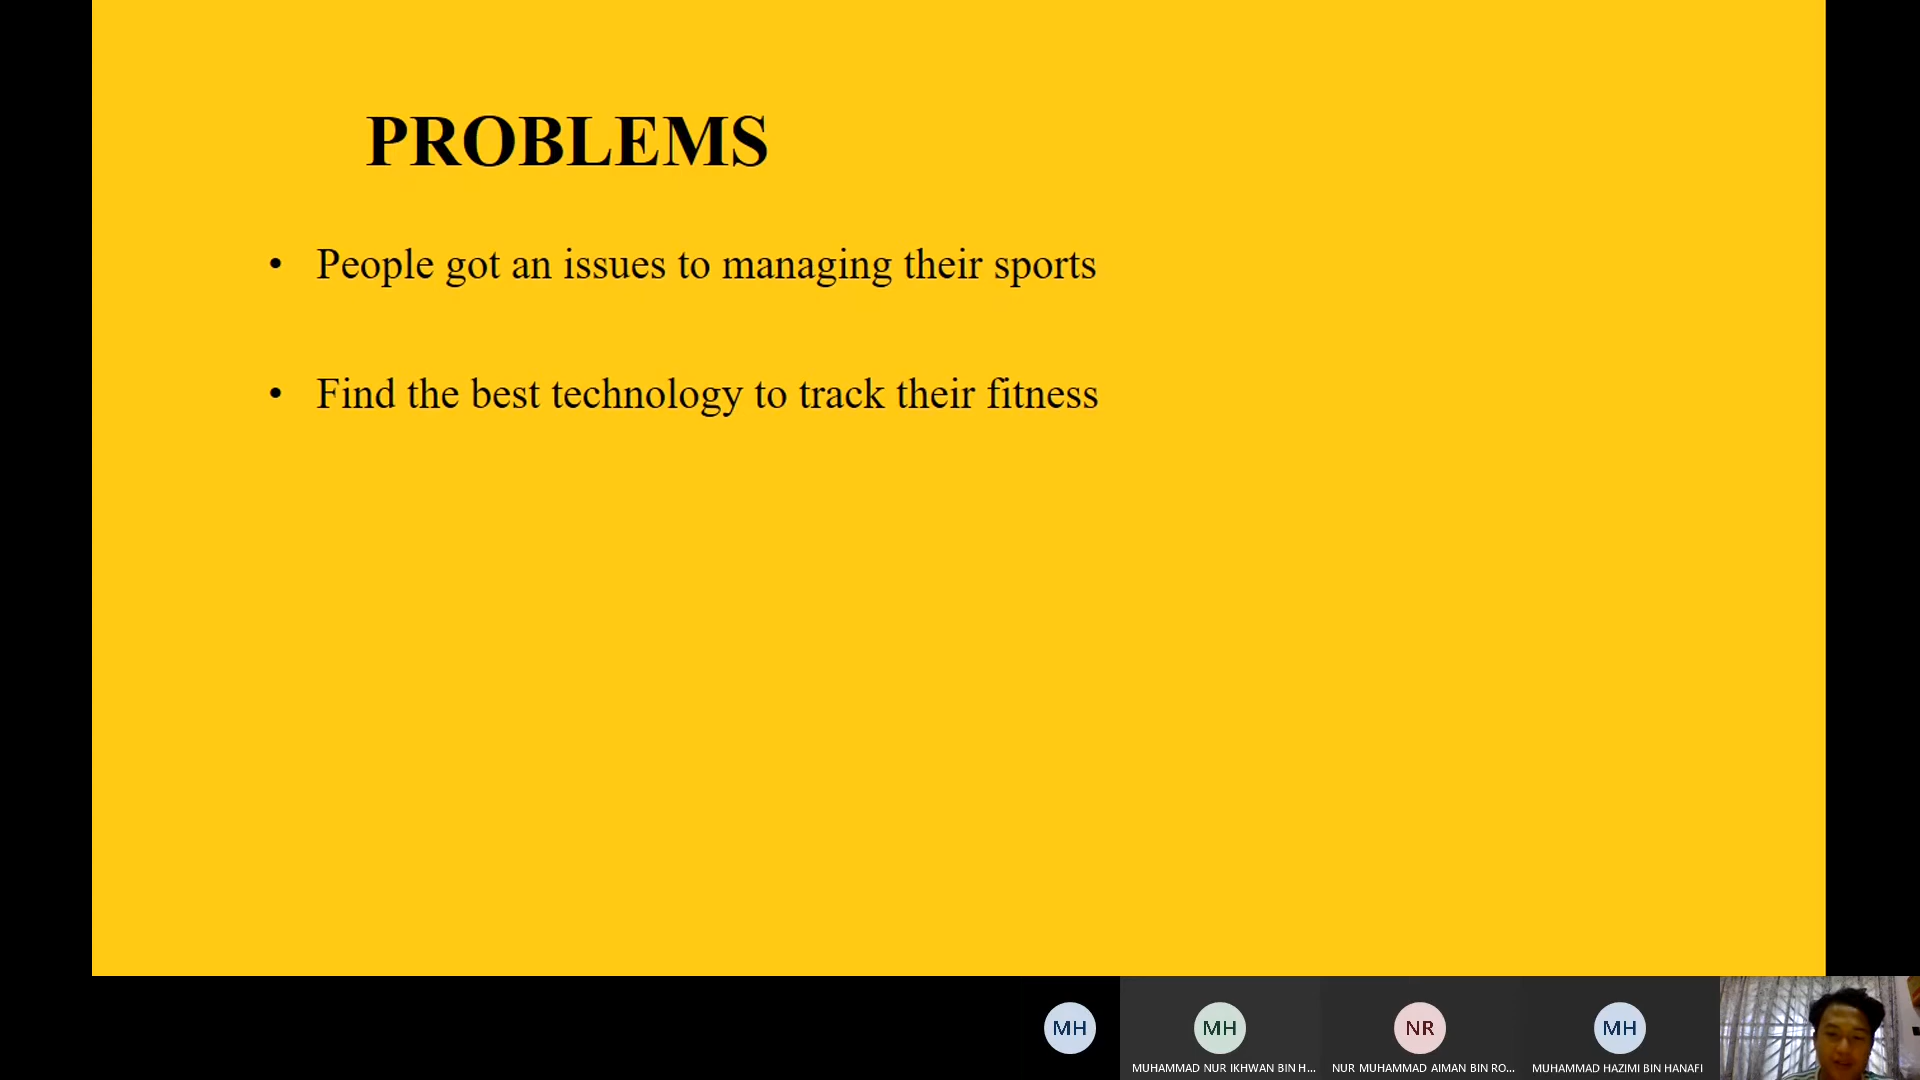 PROBLEMS
• People got an issues to managing their sports
• Find the best technology to track their fitness
MH
MH
NR
MH
MUHAMMAD NUR IKHWAN BIN H...
NUR MUHAMMAD AIMAN BIN RO...
MUHAMMAD HAZIMI BIN HANAFI